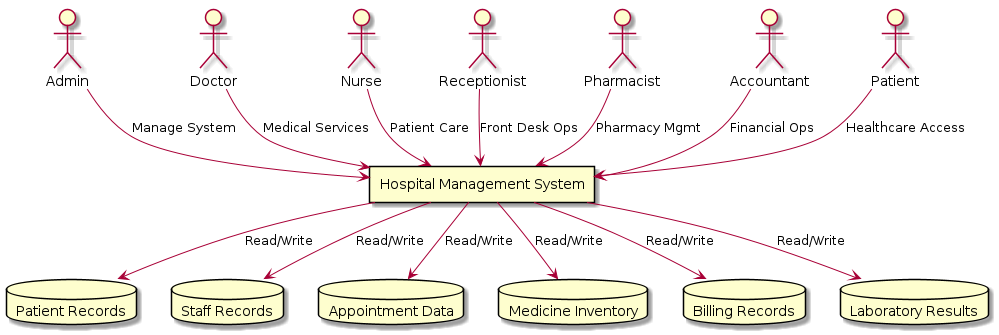 Admin
Doctor
Nurse
Receptionist
Pharmacist
Accountant
Patient
Manage System
Medical Services
Patient Care
Front Desk Ops
Pharmacy Mgmt
Financial Ops
Healthcare Access
Hospital Management System
Read/Write
Read/Write
Read/Write
Read/Write
Read/Write
Read/Write
Patient Records
Staff Records
Appointment Data
Medicine Inventory
Billing Records
Laboratory Results